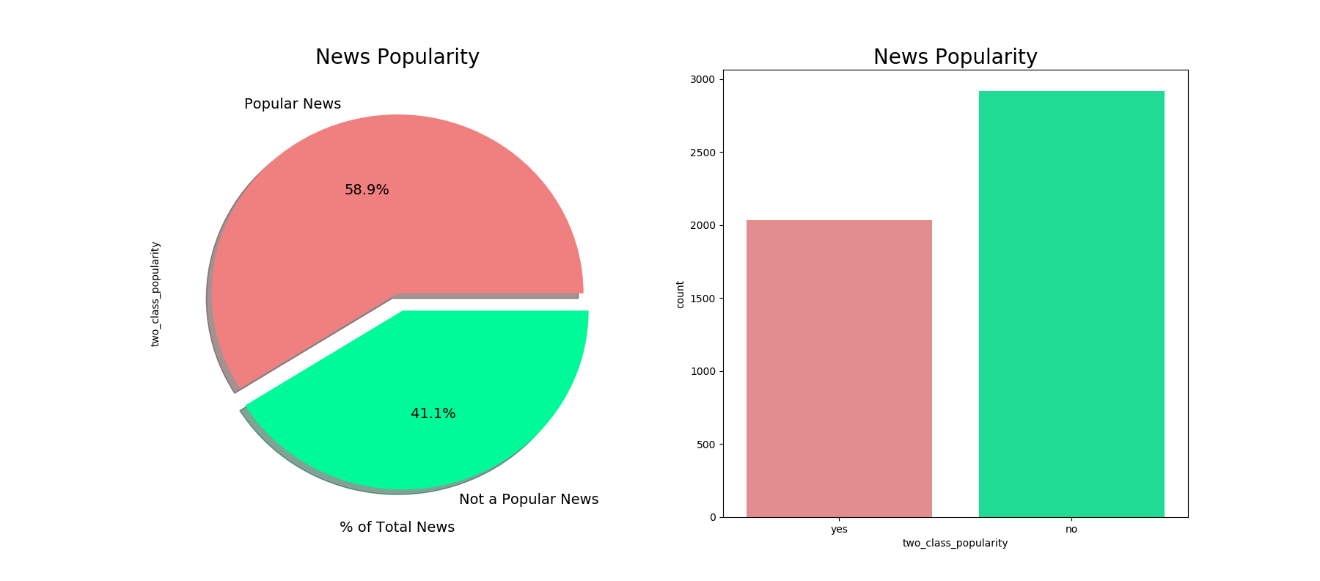 News Popularity
Popular News
58.9%
two_class_popularity
41.1%
Not a Popular News
% of Total News
News Popularity
3000
2500
2000
1500
1000
500
0
count
yes
no
two_class_popularity